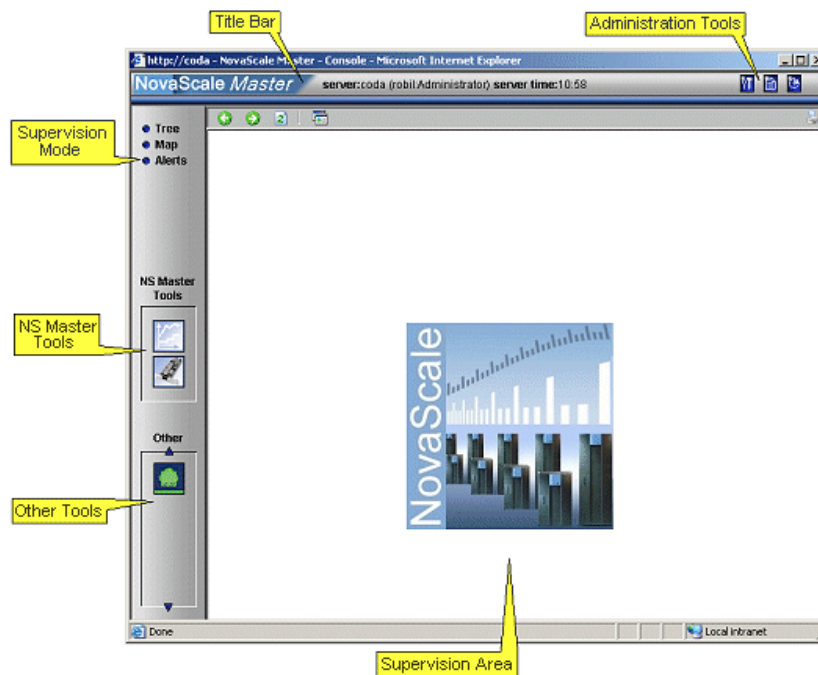 Title Bar
Administration Tools
http://coda - NovaScale Master - Console - Microsoft Internet Explorer
NovaScale Master
server:coda (robil:Administrator) server time:10:58
Supervision
Mode
Tree
Map
Alerts
NS Master
Tools
NS Master
Tools
NovaScale
Other
Other Tools
Done
Local intranet
Supervision Area